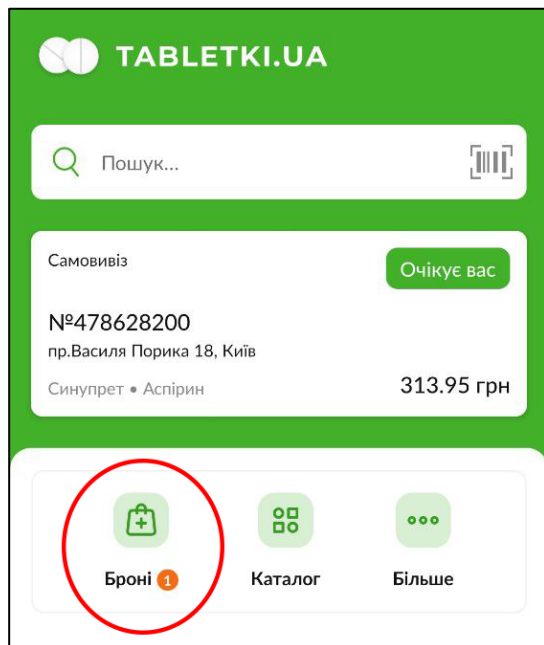 TABLETKI.UA
Пошук...
Самовивіз
Очікує вас
№478628200
пр.Василя Порика 18, Київ
Синупрет • Аспірин
313.95 грн
Броні 1
Каталог
Більше